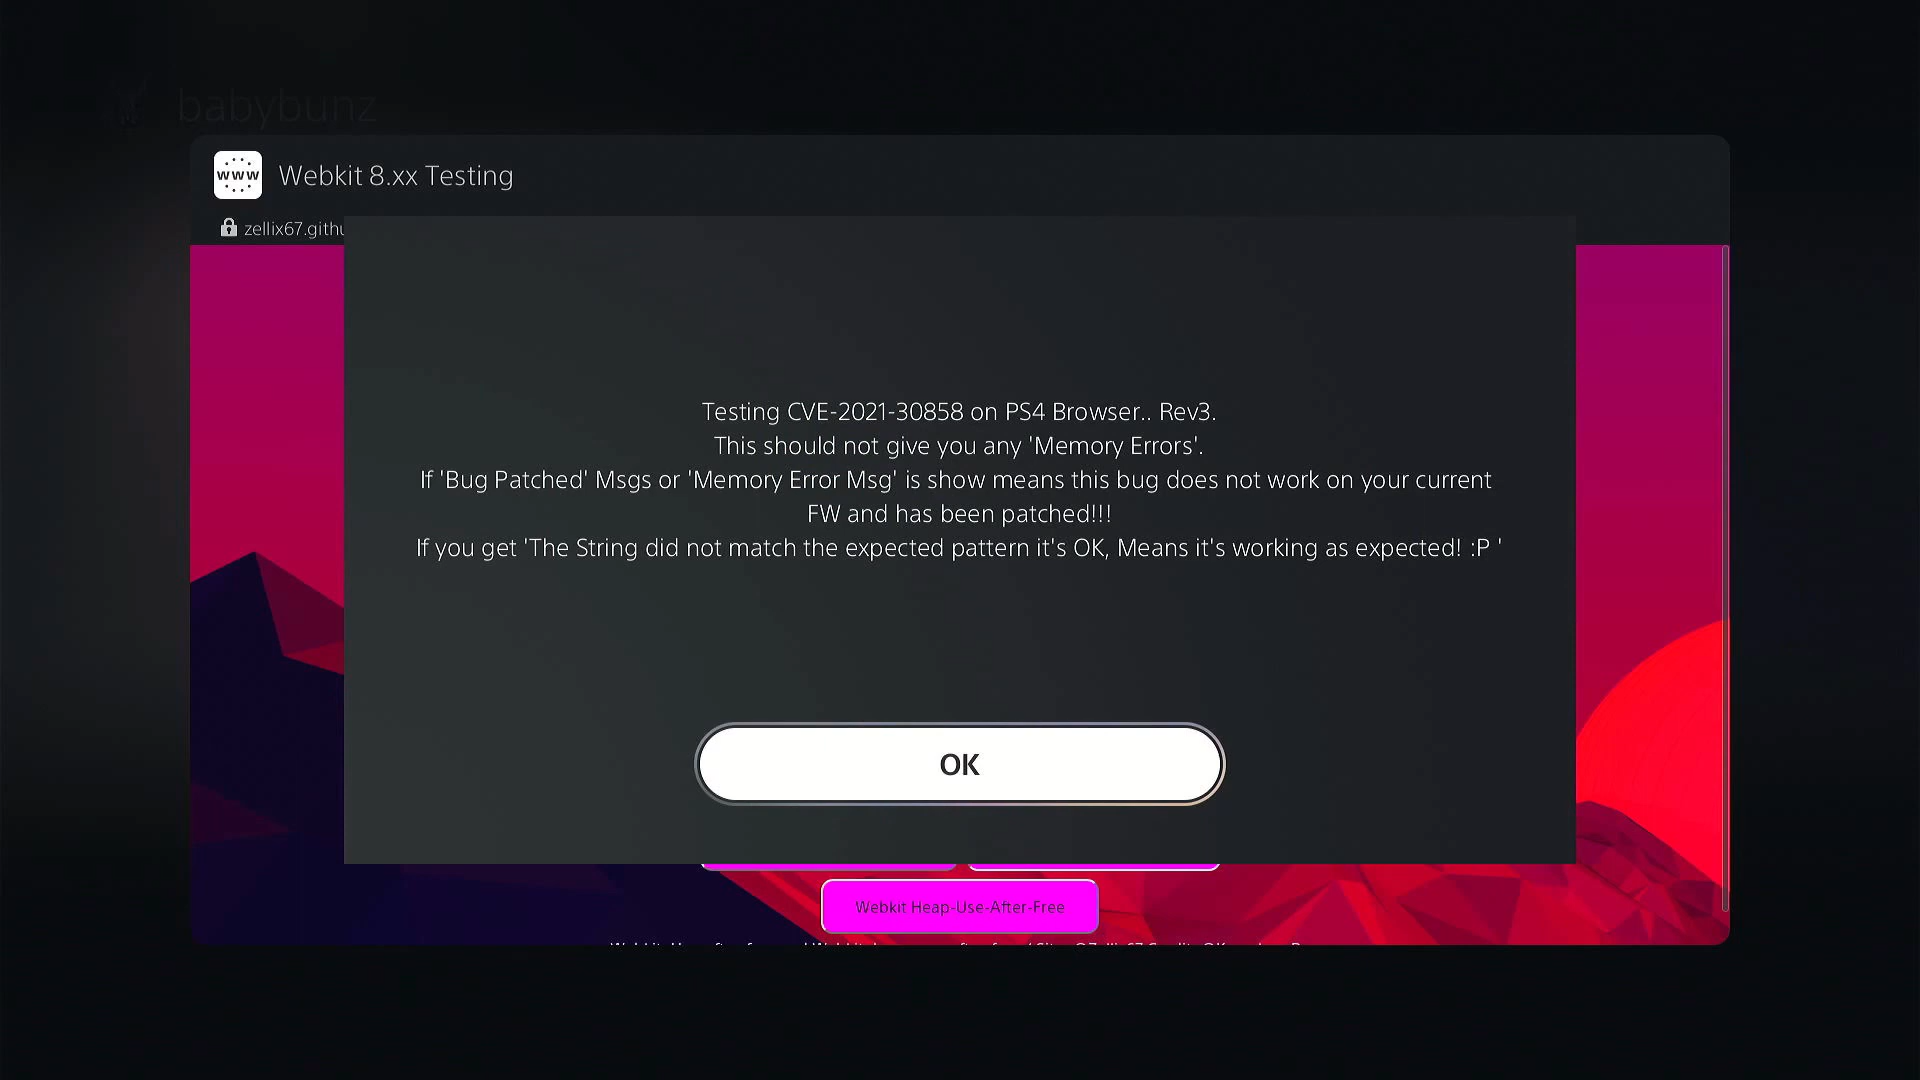 babybunz
www
Webkit 8.xx Testing
zellix67.githu
Testing CVE-2021-30858 on PS4 Browser.. Rev3.
This should not give you any 'Memory Errors'.
If 'Bug Patched' Msgs or 'Memory Error Msg' is show means this bug does not work on your current
FW and has been patched!!!
If you get 'The String did not match the expected pattern it's OK, Means it's working as expected! :P '
OK
Webkit Heap-Use-After-Free